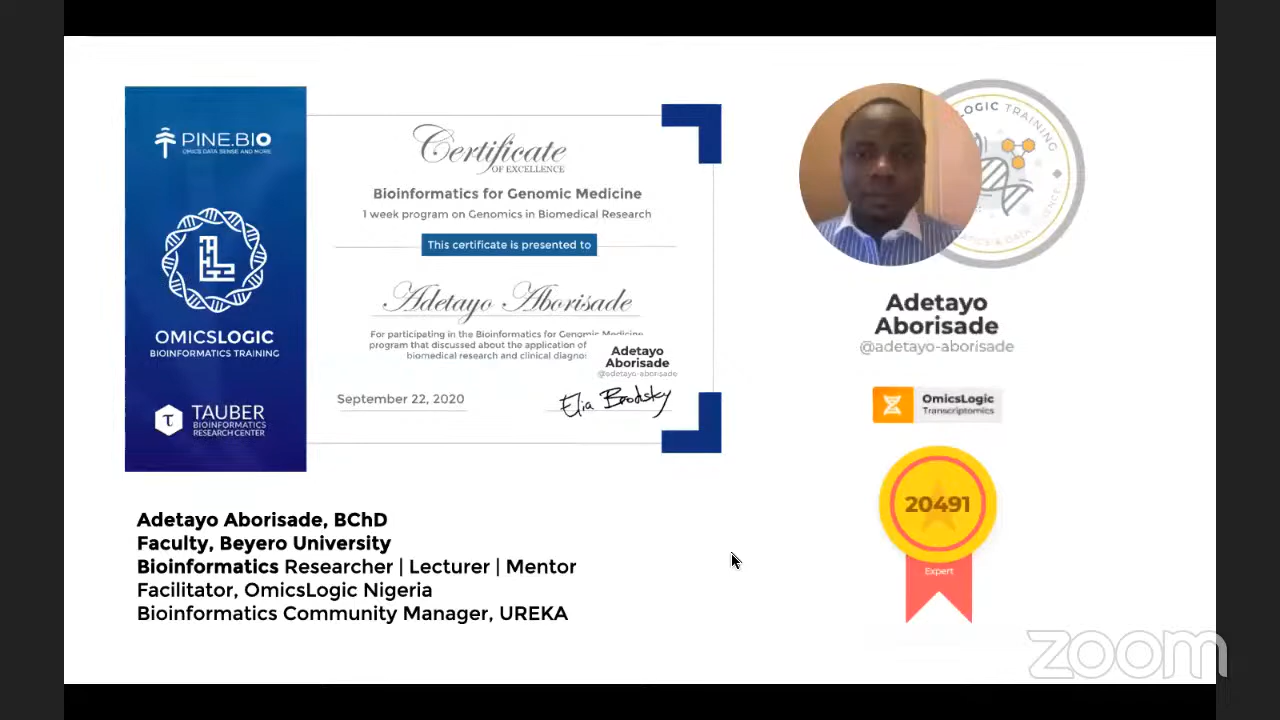 PINE.BIO
OMICS DATA SENSE AND MORE
OMICSLOGIC
BIOINFORMATICS TRAINING
τ TAUBER
BIOINFORMATICS
RESEARCH CENTER
Certificate
OF EXCELLENCE
Bioinformatics for Genomic Medicine
1 week program on Genomics in Biomedical Research
This certificate is presented to
Adetayo Aborisade
For participating in the Bioinformatics for Genomic Medicine
program that discussed about the application of
biomedical research and clinical
Adetayo
Aborisade
@adetayo-aborisade
September 22, 2020
Elia Brodsky
LOGIC TRAINING
Adetayo
Aborisade
@adetayo-aborisade
OmicsLogic
Transcriptomics
20491
Expert
Adetayo Aborisade, BChD
Faculty, Beyero University
Bioinformatics Researcher | Lecturer | Mentor
Facilitator, OmicsLogic Nigeria
Bioinformatics Community Manager, UREKA
zoom